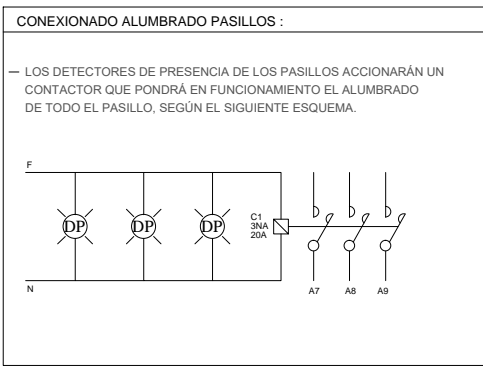 CONEXIONADO ALUMBRADO PASILLOS :
— LOS DETECTORES DE PRESENCIA DE LOS PASILLOS ACCIONARÁN UN
CONTACTOR QUE PONDRÁ EN FUNCIONAMIENTO EL ALUMBRADO
DE TODO EL PASILLO, SEGÚN EL SIGUIENTE ESQUEMA.
F
DP DP DP
C1
3NA
20A
N
A7 A8 A9